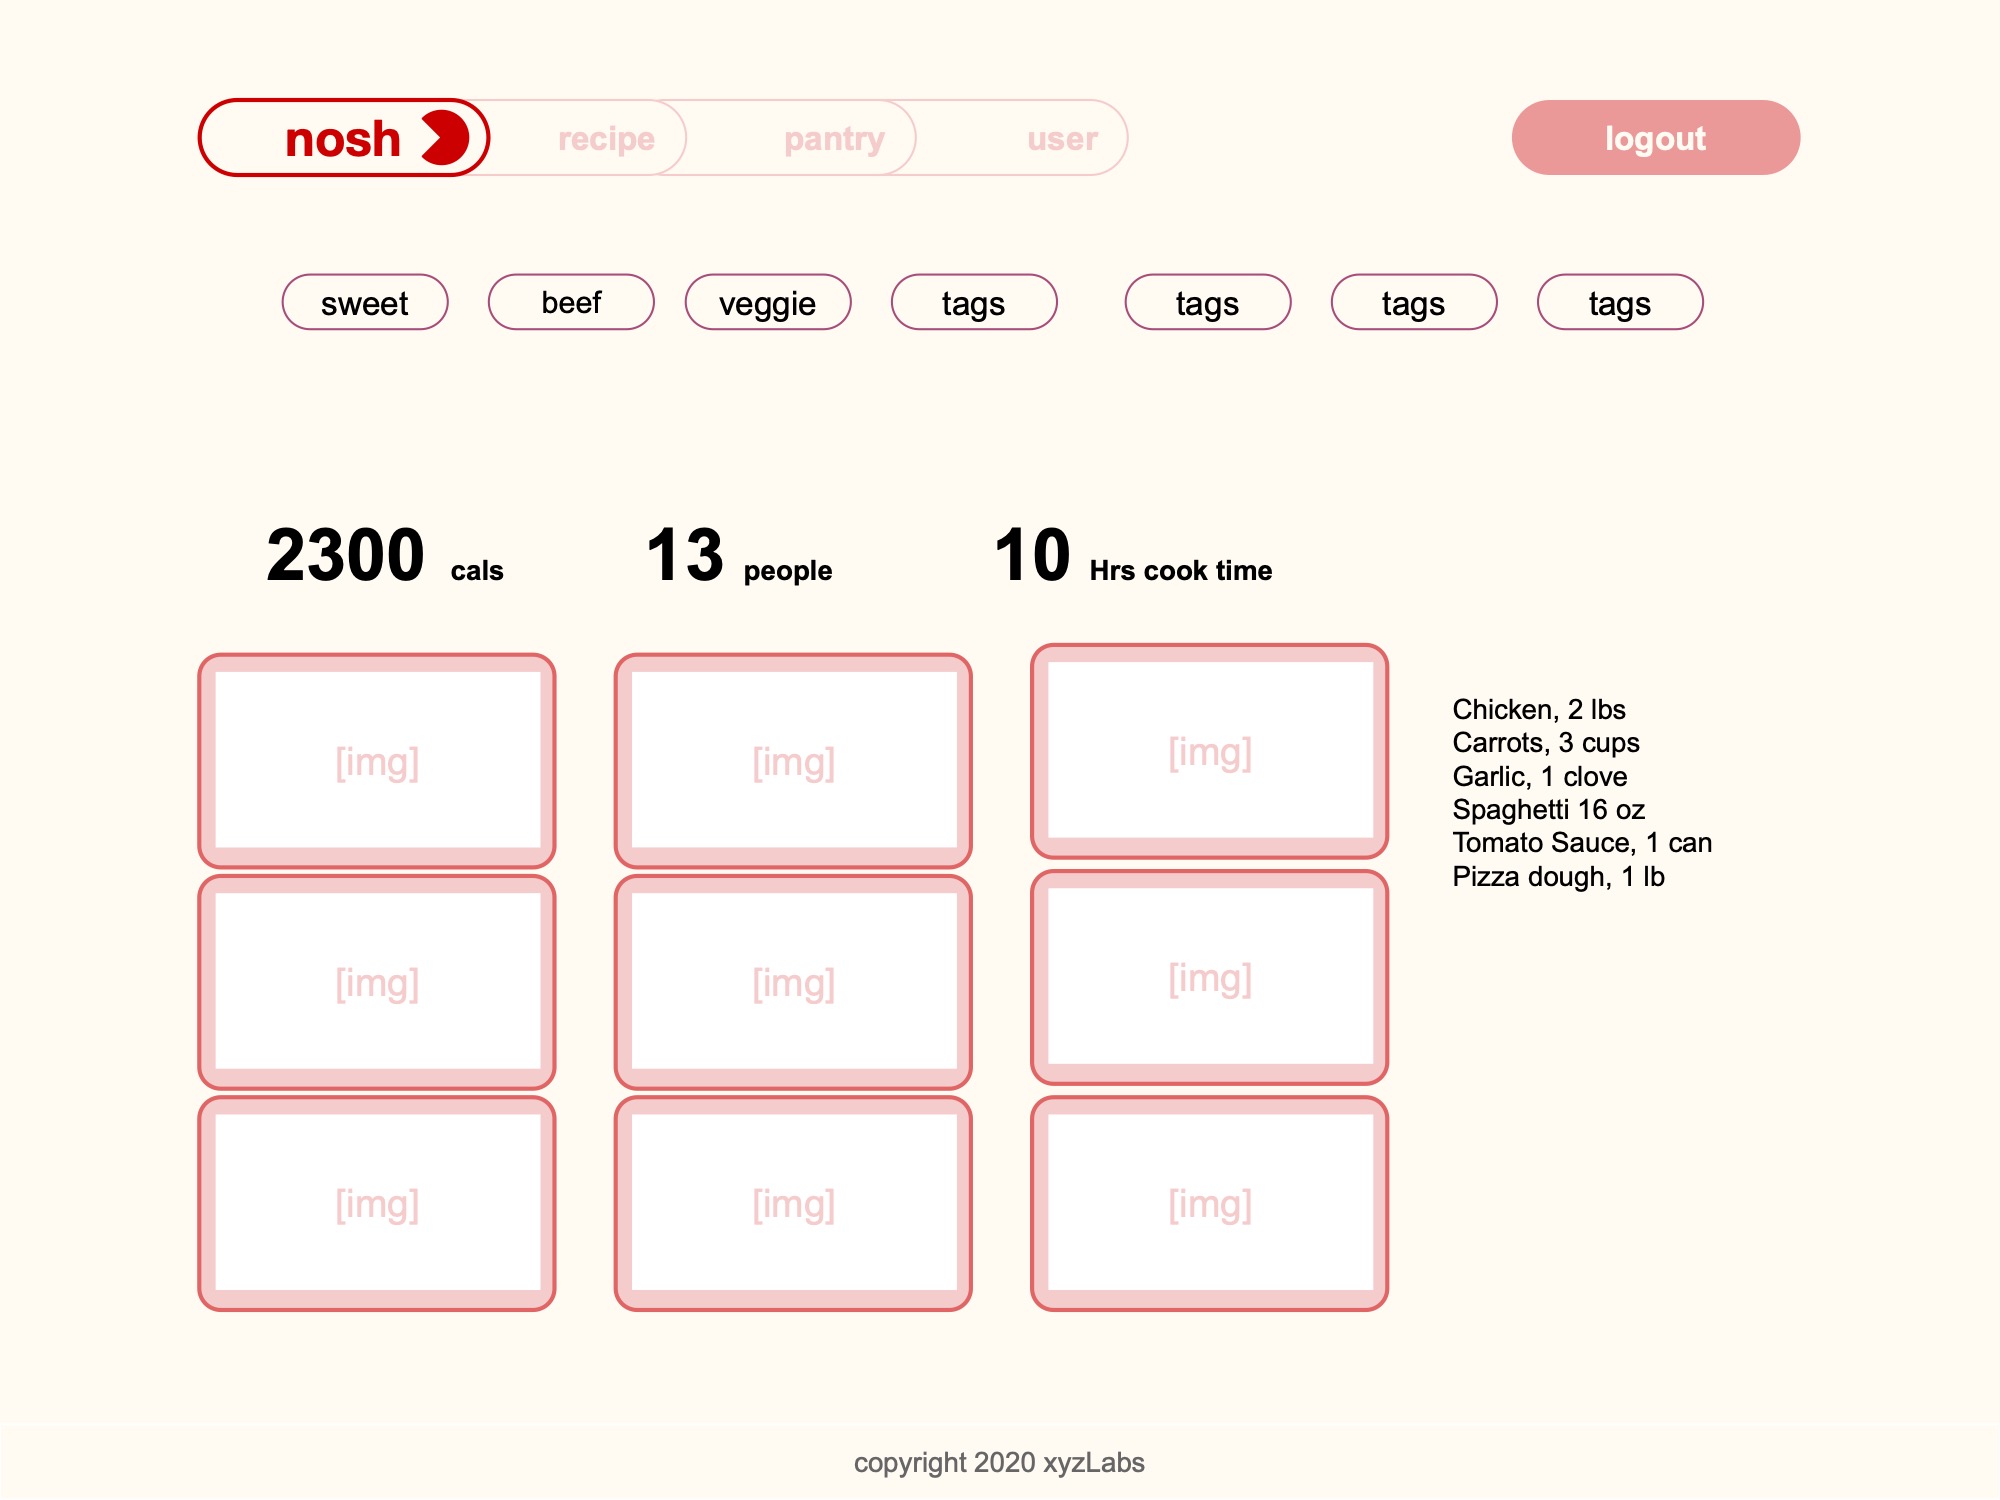 nosh recipe pantry user logout
sweet beef veggie tags tags tags tags
2300 cals 13 people 10 Hrs cook time
[img] [img] [img]
Chicken, 2 lbs
Carrots, 3 cups
Garlic, 1 clove
Spaghetti 16 oz
Tomato Sauce, 1 can
Pizza dough, 1 lb
[img] [img] [img]
[img] [img] [img]
copyright 2020 xyzLabs